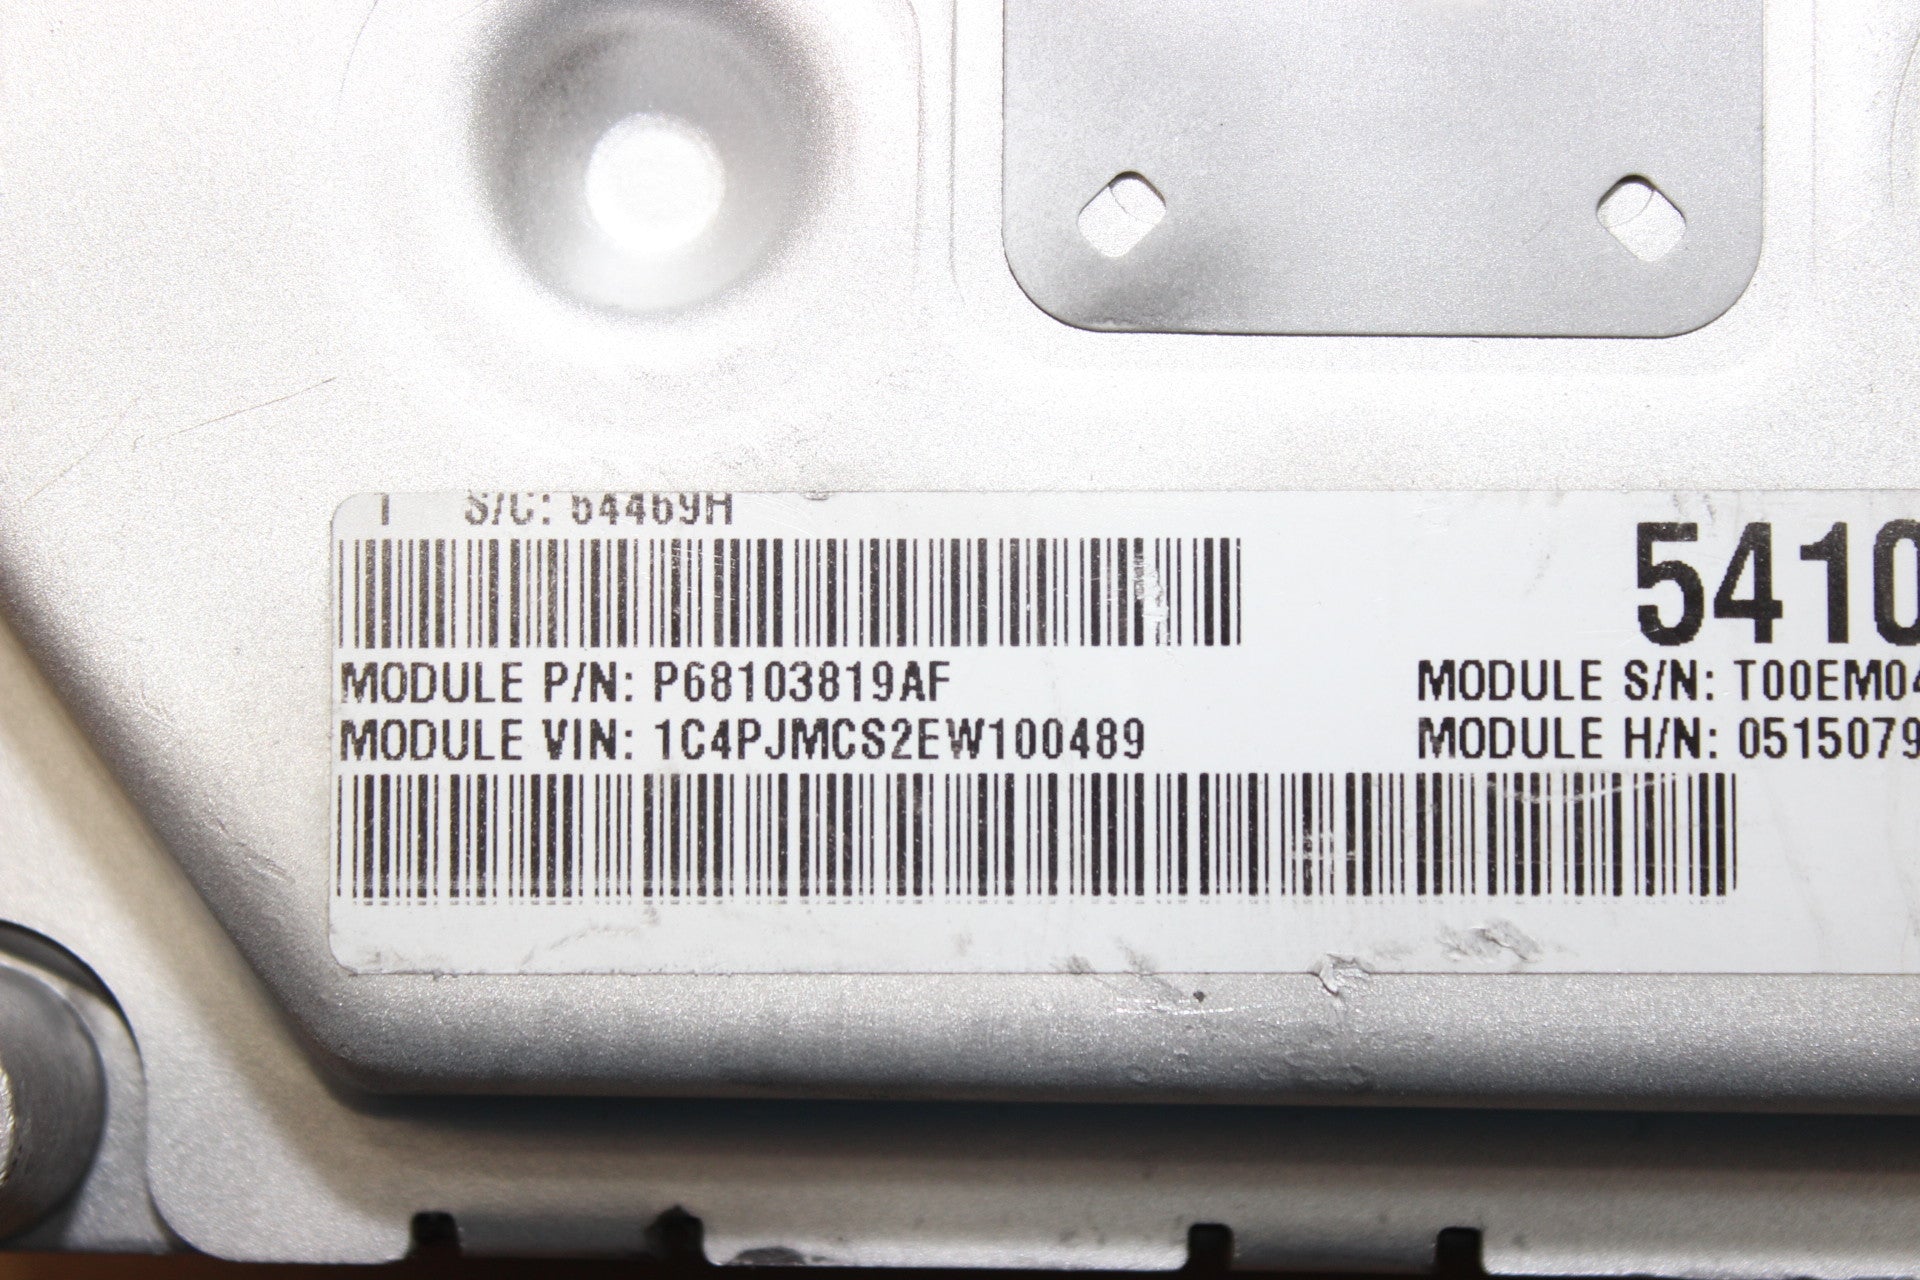 S/C: 64469H
5410
MODULE P/N: P68103819AF
MODULE S/N: T00EM04
MODULE VIN: 1C4PJMCS2EW100489
MODULE H/N: 0515079